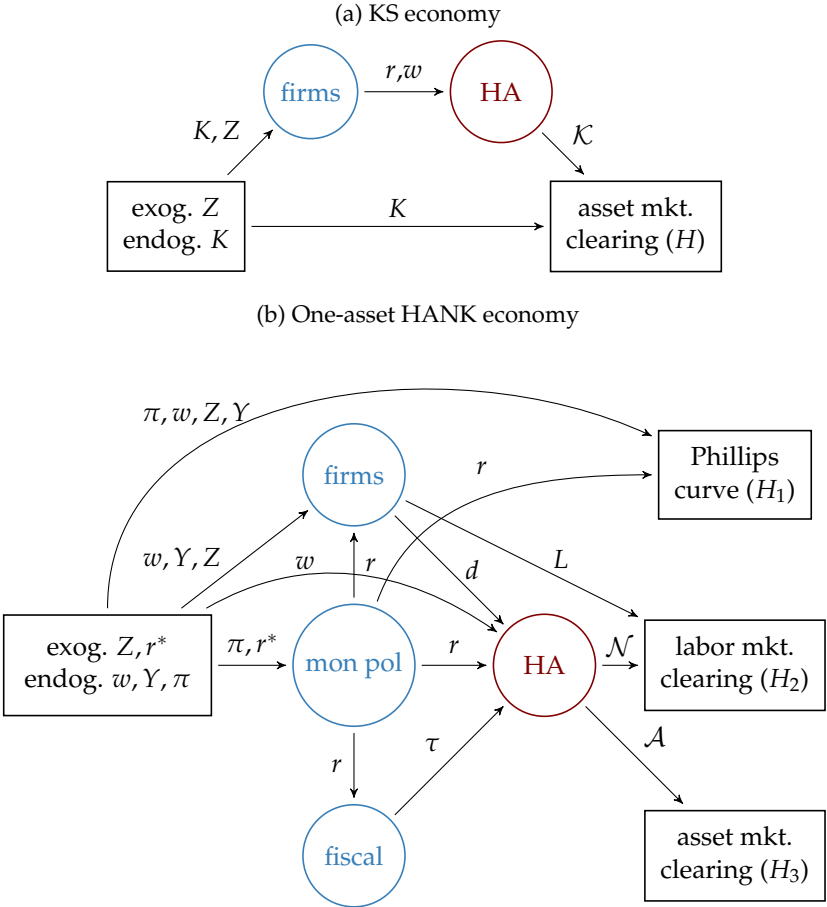 (a) KS economy
firms
r,w
HA
K, Z
𝒦
exog. Z
endog. K
K
asset mkt.
clearing (H)
(b) One-asset HANK economy
π, w, Z, Y
firms
r
Phillips
curve (H₁)
w, Y, Z
w
r
d
L
exog. Z, r*
endog. w, Y, π
π, r*
mon pol
r
HA
𝒩
labor mkt.
clearing (H₂)
r
τ
𝒜
fiscal
asset mkt.
clearing (H₃)